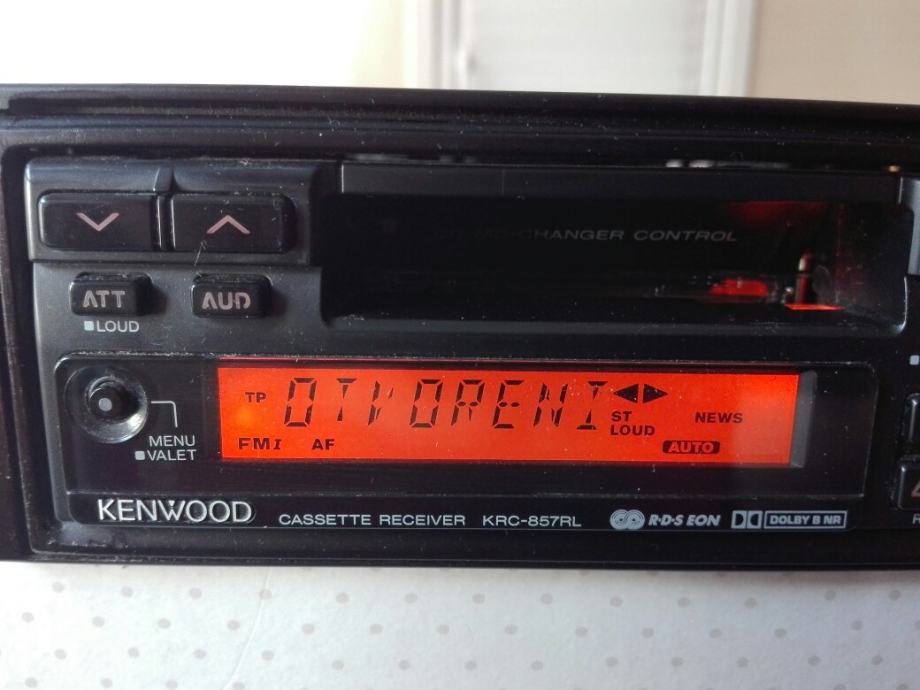 CHANGER CONTROL
ATT AUD
LOUD
TP OTVORENI ST NEWS
LOUD
FM1 AF AUTO
MENU
VALET
KENWOOD CASSETTE RECEIVER KRC-857RL R·D·S EON DOLBY B NR